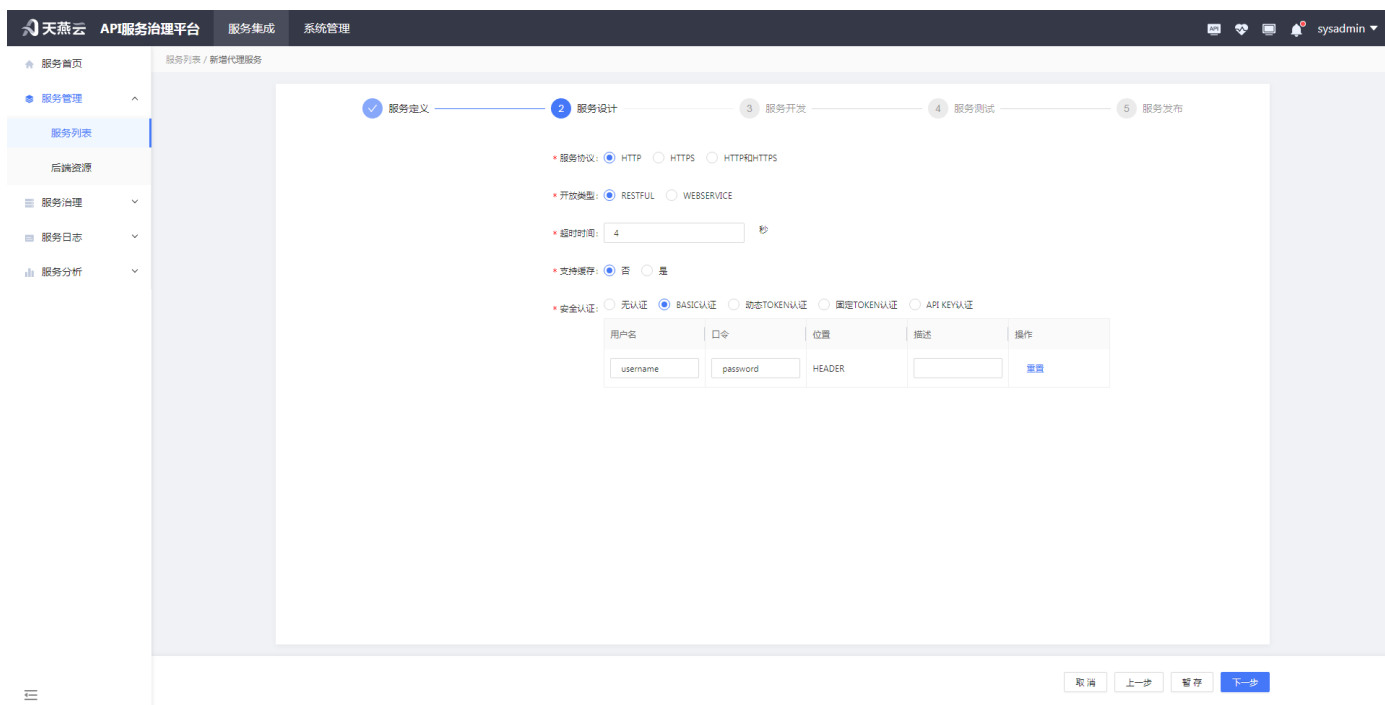 天燕云 API服务治理平台 服务集成 系统管理 API sysadmin
服务首页
服务管理
服务列表
后端资源
服务治理
服务日志
服务分析
服务列表 / 新增代理服务
服务定义 2 服务设计 3 服务开发 4 服务测试 5 服务发布
* 服务协议: HTTP HTTPS HTTP和HTTPS
* 开放类型: RESTFUL WEBSERVICE
* 超时时间: 4 秒
* 支持缓存: 否 是
* 安全认证: 无认证 BASIC认证 动态TOKEN认证 固定TOKEN认证 API KEY认证
用户名 口令 位置 描述 操作
username password HEADER 重置
取消 上一步 暂存 下一步